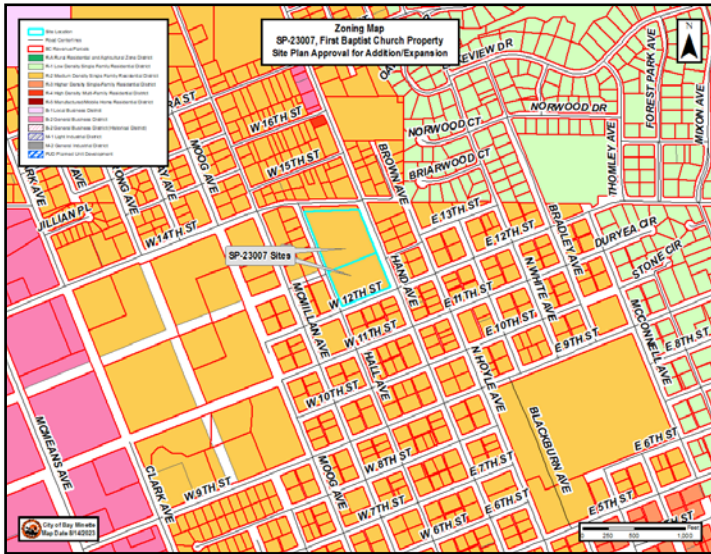 Site Location
Road Centerlines
BC Revenue Parcels
R-A Rural Residential and Agricultural Zone District
R-1 Low Density Single-Family Residential District
R-2 Medium Density Single-Family Residential District
R-3 Higher Density Single-Family Residential District
R-4 High Density Multi-Family Residential District
R-5 Manufactured/Mobile Home Residential District
B-1 Local Business District
B-2 General Business District
B-3 General Business District (Historical District)
M-1 Light Industrial District
M-2 General Industrial District
PUD Planned Unit Development
Zoning Map
SP-23007, First Baptist Church Property
Site Plan Approval for Addition/Expansion
N
EVIEW DR
FOREST PARK AVE
MIXON AVE
NORWOOD DR
NORWOOD CT
BRIARWOOD CT
THOMLEY AVE
W 16TH ST
W 15TH ST
BROWN AVE
MOOG AVE
JILLIAN PL
W 14TH ST
E 13TH ST
E 12TH ST
BRADLEY AVE
DURYEA CIR
STONE CIR
SP-23007 Sites
HAND AVE
W 12TH ST
E 11TH ST
N WHITE AVE
MCMILLAN AVE
W 11TH ST
E 10TH ST
E 9TH ST
MCCONNELL AVE
E 8TH ST
HALL AVE
W 10TH ST
N HOYLE AVE
MCMEANS AVE
CLARK AVE
W 9TH ST
MOOG AVE
W 8TH ST
E 7TH ST
BLACKBURN AVE
E 6TH ST
W 7TH ST
E 6TH ST
E 5TH ST
W 6TH ST
City of Bay Minette
Map Date 8/14/2023
Feet
0 250 500 1,000